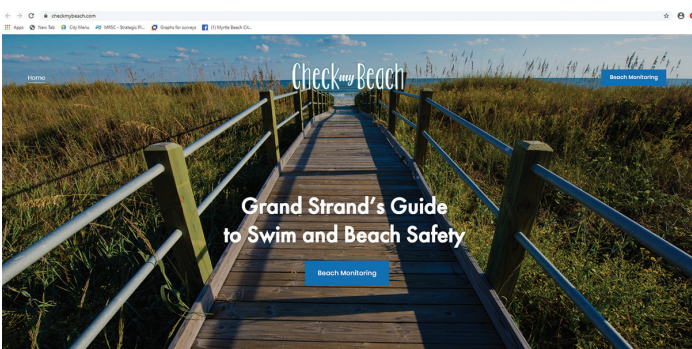 checkmybeach.com
Apps
New Tab
City Menu
MRSC - Strategic Pl...
Graphs for surveys
(1) Myrtle Beach Cit...
Home
Check my Beach
Beach Monitoring
Grand Strand's Guide
to Swim and Beach Safety
Beach Monitoring